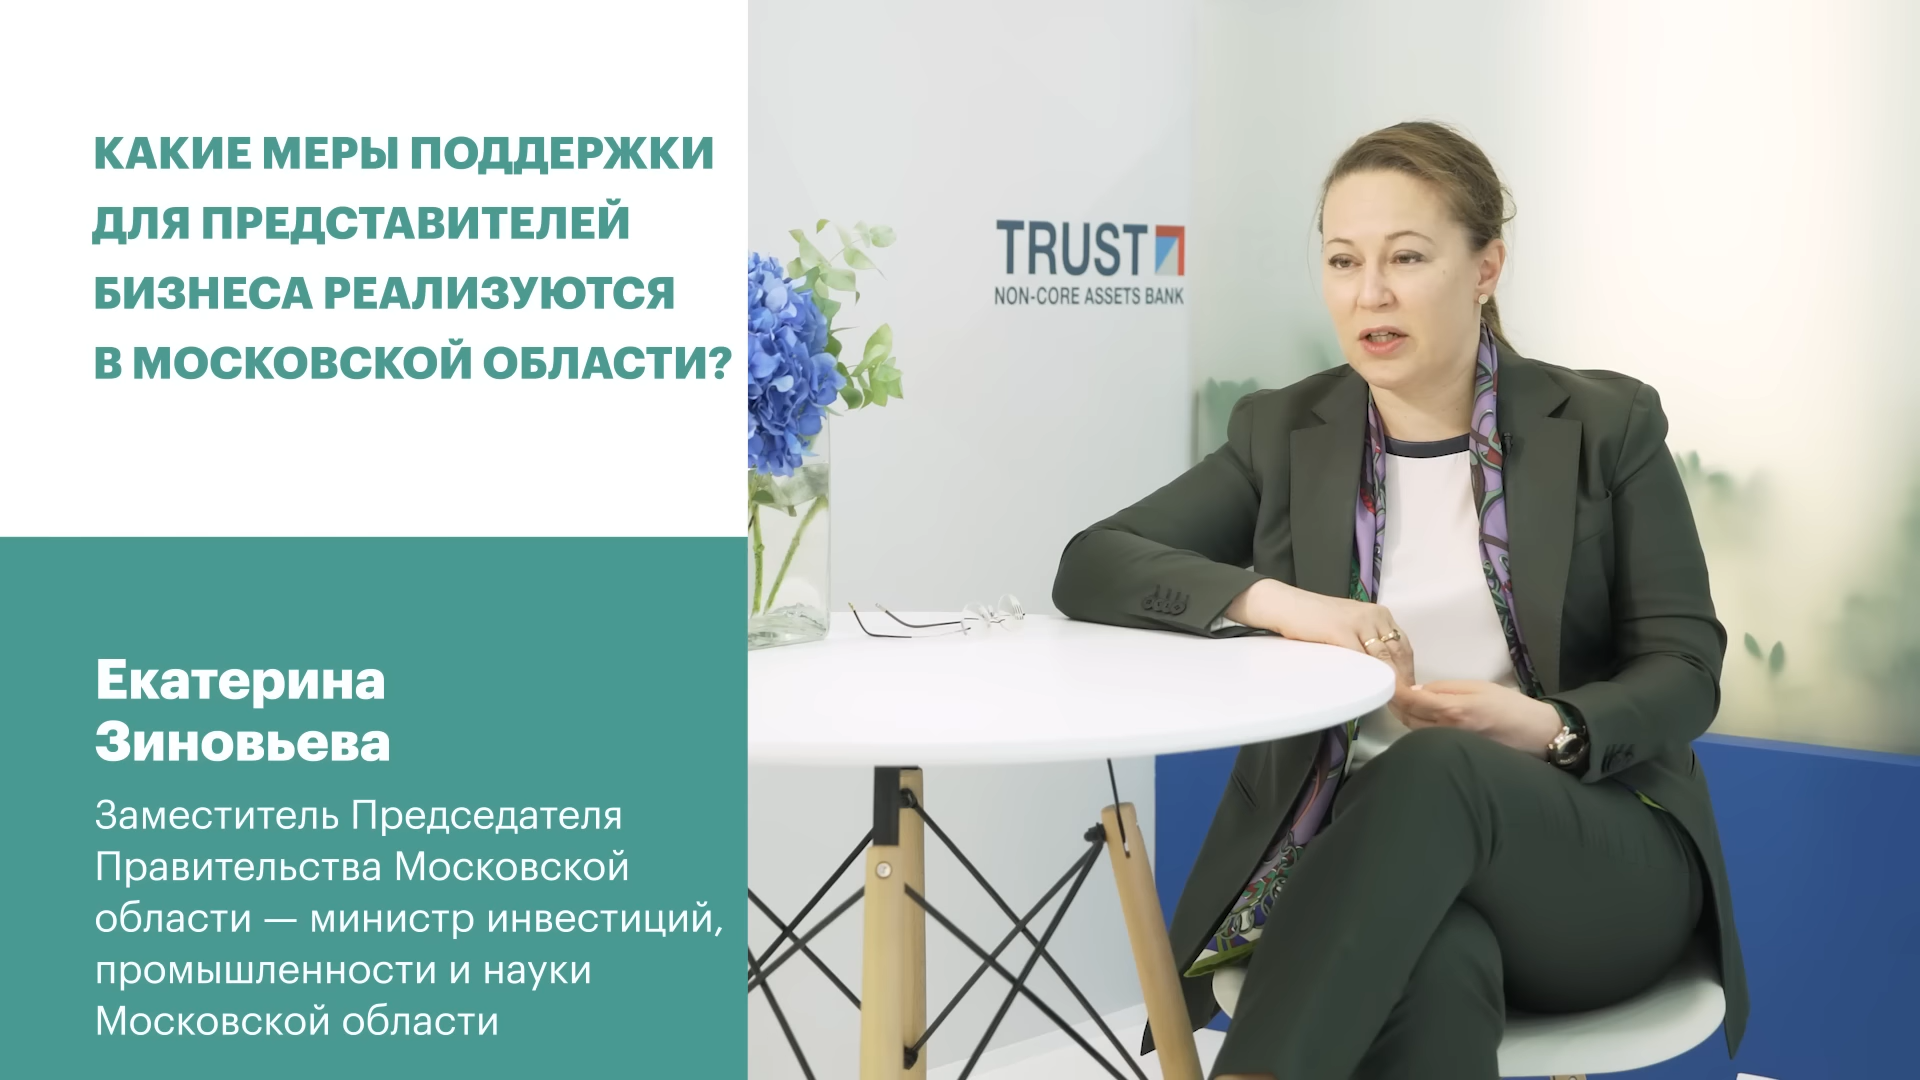 КАКИЕ МЕРЫ ПОДДЕРЖКИ
ДЛЯ ПРЕДСТАВИТЕЛЕЙ
БИЗНЕСА РЕАЛИЗУЮТСЯ
В МОСКОВСКОЙ ОБЛАСТИ?
TRUST
NON-CORE ASSETS BANK
Екатерина
Зиновьева
Заместитель Председателя
Правительства Московской
области — министр инвестиций,
промышленности и науки
Московской области